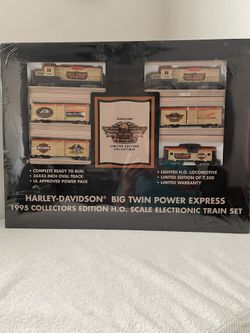 GENUINE
LIMITED EDITION
COLLECTIBLE
• COMPLETE READY TO RUN
• 36X45 INCH OVAL TRACK
• UL APPROVED POWER PACK
• LIGHTED H.O. LOCOMOTIVE
• LIMITED EDITION OF 7,500
• LIMITED WARRANTY
HARLEY-DAVIDSON® BIG TWIN POWER EXPRESS
1995 COLLECTORS EDITION H.O. SCALE ELECTRONIC TRAIN SET